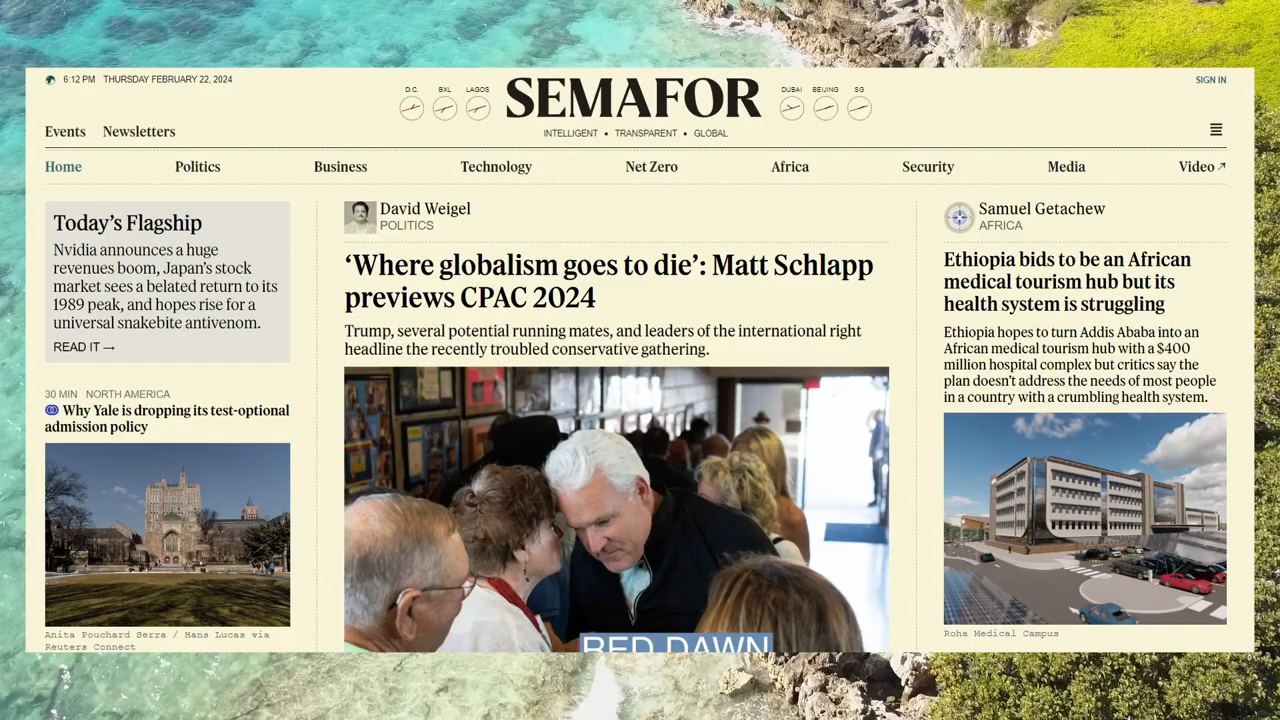 6:12 PM THURSDAY FEBRUARY 22, 2024
D.C. BXL LAGOS
SEMAFOR
DUBAI BEIJING SG
SIGN IN
INTELLIGENT • TRANSPARENT • GLOBAL
Events Newsletters
Home Politics Business Technology Net Zero Africa Security Media Video ↗
Today's Flagship
Nvidia announces a huge
revenues boom, Japan's stock
market sees a belated return to its
1989 peak, and hopes rise for a
universal snakebite antivenom.
READ IT →
30 MIN NORTH AMERICA
Why Yale is dropping its test-optional
admission policy
Anita Pouchard Serra / Hans Lucas via
Reuters Connect
David Weigel
POLITICS
‘Where globalism goes to die’: Matt Schlapp
previews CPAC 2024
Trump, several potential running mates, and leaders of the international right
headline the recently troubled conservative gathering.
RED DAWN
Samuel Getachew
AFRICA
Ethiopia bids to be an African
medical tourism hub but its
health system is struggling
Ethiopia hopes to turn Addis Ababa into an
African medical tourism hub with a $400
million hospital complex but critics say the
plan doesn't address the needs of most people
in a country with a crumbling health system.
Roha Medical Campus